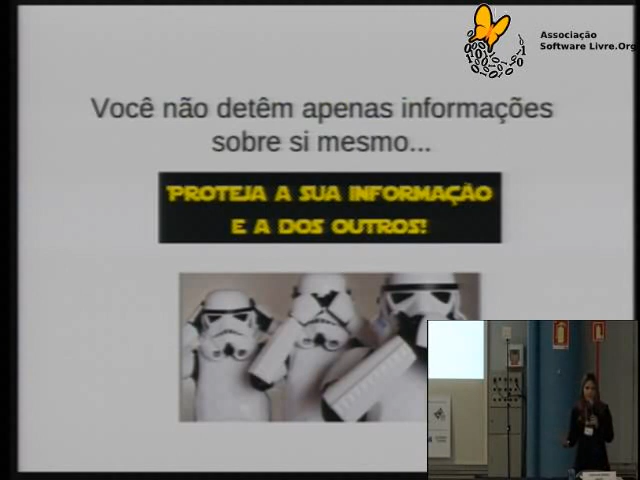 Associação
Software Livre.Org
Você não detêm apenas informações
sobre si mesmo...
PROTEJA A SUA INFORMAÇÃO
E A DOS OUTROS!